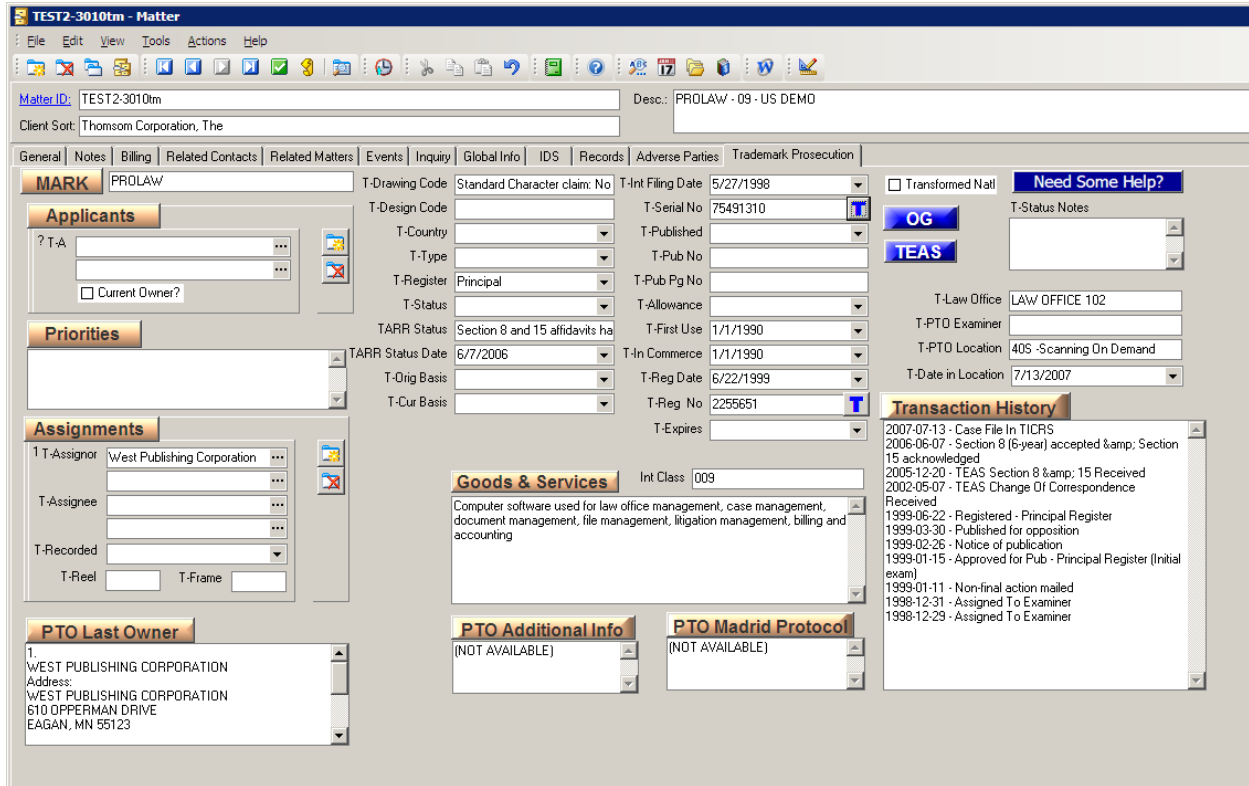 TEST2-3010tm - Matter
File Edit View Tools Actions Help
Matter ID: TEST2-3010tm
Desc.: PROLAW - 09 - US DEMO
Client Sort: Thomsom Corporation, The
General Notes Billing Related Contacts Related Matters Events Inquiry Global Info IDS Records Adverse Parties Trademark Prosecution
MARK PROLAW
Applicants
? T-A
Current Owner?
Priorities
Assignments
1 T-Assignor West Publishing Corporation
T-Assignee
T-Recorded
T-Reel T-Frame
PTO Last Owner
1.
WEST PUBLISHING CORPORATION
Address:
WEST PUBLISHING CORPORATION
610 OPPERMAN DRIVE
EAGAN, MN 55123
T-Drawing Code Standard Character claim: No
T-Design Code
T-Country
T-Type
T-Register Principal
T-Status
TARR Status Section 8 and 15 affidavits ha
TARR Status Date 6/7/2006
T-Orig Basis
T-Cur Basis
T-Int Filing Date 5/27/1998
T-Serial No 75491310 T
T-Published
T-Pub No
T-Pub Pg No
T-Allowance
T-First Use 1/1/1990
T-In Commerce 1/1/1990
T-Reg Date 6/22/1999
T-Reg No 2255651 T
T-Expires
Goods & Services
Int Class 009
Computer software used for law office management, case management,
document management, file management, litigation management, billing and
accounting
PTO Additional Info
(NOT AVAILABLE)
PTO Madrid Protocol
(NOT AVAILABLE)
Transformed Natl
Need Some Help?
OG
TEAS
T-Status Notes
T-Law Office LAW OFFICE 102
T-PTO Examiner
T-PTO Location 40S -Scanning On Demand
T-Date in Location 7/13/2007
Transaction History
2007-07-13 - Case File In TICRS
2006-06-07 - Section 8 (6-year) accepted &amp; Section
15 acknowledged
2005-12-20 - TEAS Section 8 &amp; 15 Received
2002-05-07 - TEAS Change Of Correspondence
Received
1999-06-22 - Registered - Principal Register
1999-03-30 - Published for opposition
1999-02-26 - Notice of publication
1999-01-15 - Approved for Pub - Principal Register (Initial
exam)
1999-01-11 - Non-final action mailed
1998-12-31 - Assigned To Examiner
1998-12-29 - Assigned To Examiner